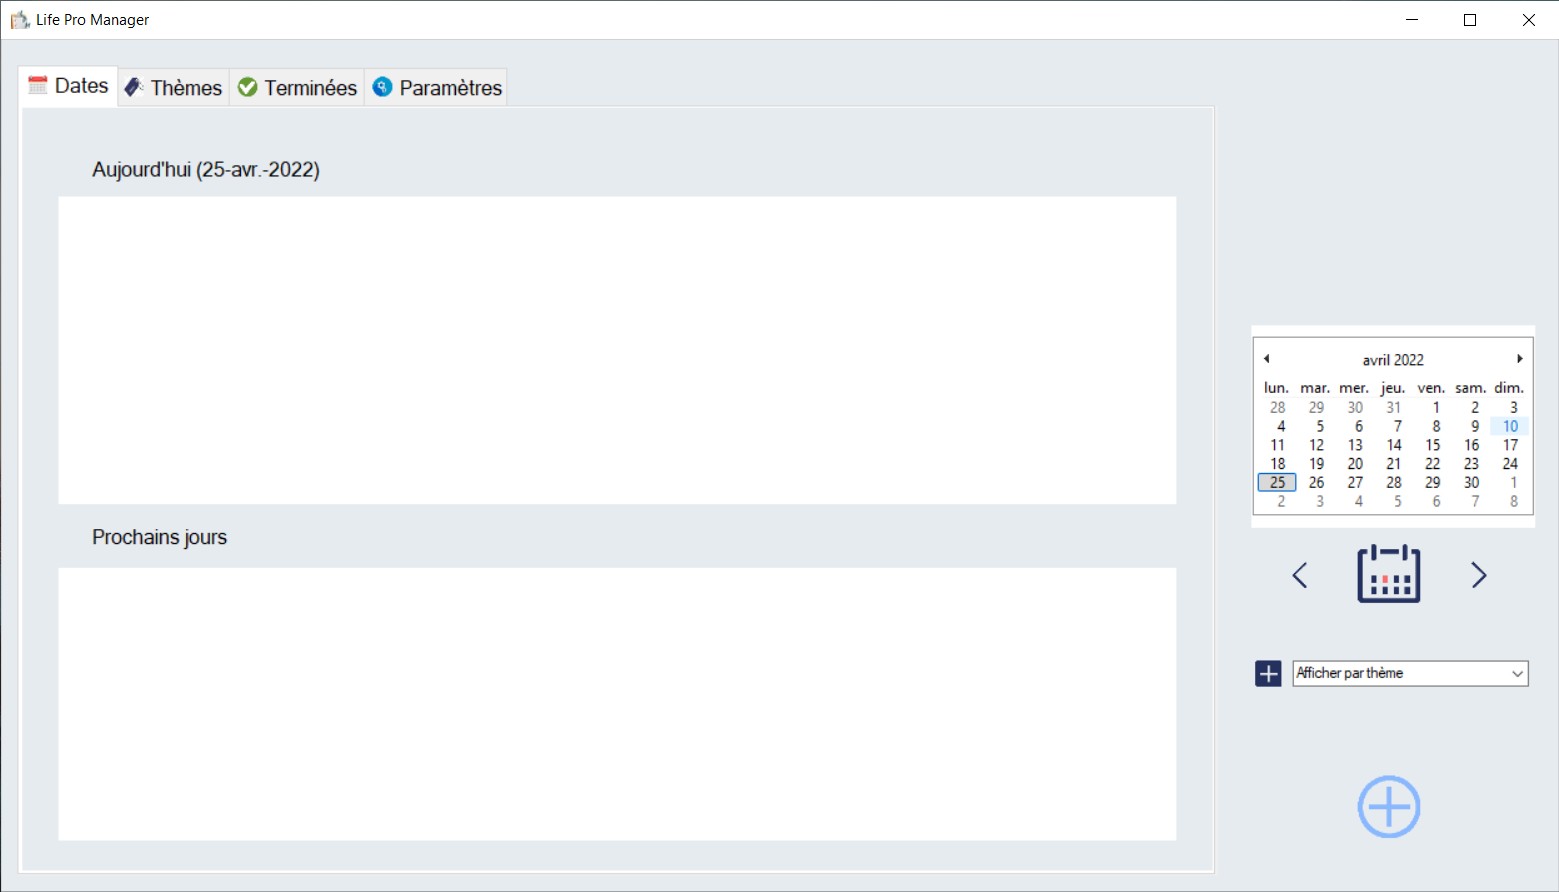 Life Pro Manager
Dates Thèmes Terminées Paramètres
Aujourd'hui (25-avr.-2022)
Prochains jours
avril 2022
lun. mar. mer. jeu. ven. sam. dim.
28 29 30 31 1 2 3
4 5 6 7 8 9 10
11 12 13 14 15 16 17
18 19 20 21 22 23 24
25 26 27 28 29 30 1
2 3 4 5 6 7 8
Afficher par thème